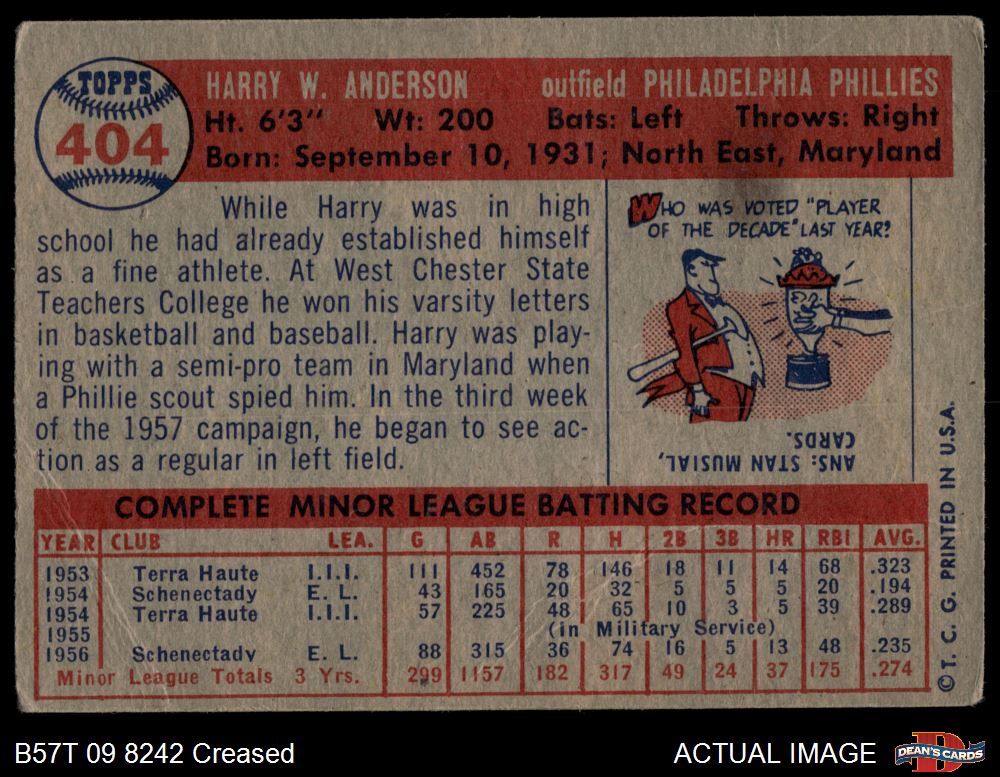 TOPPS
404
HARRY W. ANDERSON outfield PHILADELPHIA PHILLIES
Ht. 6'3" Wt: 200 Bats: Left Throws: Right
Born: September 10, 1931; North East, Maryland
While Harry was in high
school he had already established himself
as a fine athlete. At West Chester State
Teachers College he won his varsity letters
in basketball and baseball. Harry was play-
ing with a semi-pro team in Maryland when
a Phillie scout spied him. In the third week
of the 1957 campaign, he began to see ac-
tion as a regular in left field.
WHO WAS VOTED "PLAYER
OF THE DECADE" LAST YEAR?
ANS: STAN MUSIAL,
CARDS.
COMPLETE MINOR LEAGUE BATTING RECORD
YEAR CLUB LEA. G AB R H 2B 3B HR RBI AVG.
1953 Terra Haute I.I.I. 111 452 78 146 18 11 14 68 .323
1954 Schenectady E. L. 43 165 20 32 5 5 5 20 .194
1954 Terra Haute I.I.I. 57 225 48 65 10 3 5 39 .289
1955 (in Military Service)
1956 Schenectady E. L. 88 315 36 74 16 5 13 48 .235
Minor League Totals 3 Yrs. 299 1157 182 317 49 24 37 175 .274
©T. C. G. PRINTED IN U.S.A.
B57T 09 8242 Creased
ACTUAL IMAGE
DEAN'S CARDS